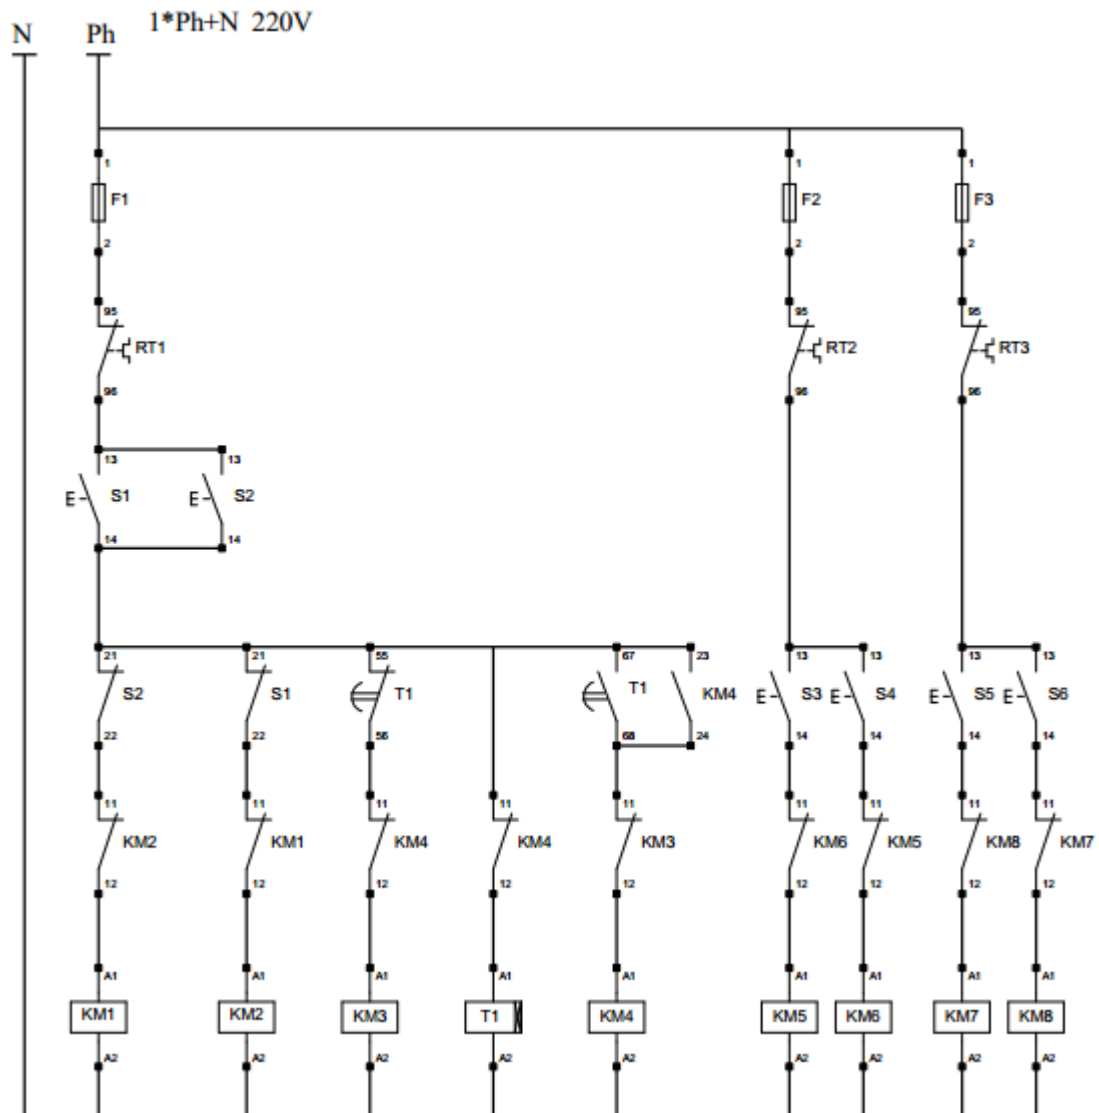 N Ph 1*Ph+N 220V
1 1 1
F1 F2 F3
2 2 2
95 95 95
RT1 RT2 RT3
96 96 96
13 13
E S1 E S2
14 14
21 21 55 67 23 13 13 13 13
S2 S1 T1 T1 KM4 E S3 E S4 E S5 E S6
22 22 56 68 24 14 14 14 14
11 11 11 11 11 11 11 11 11
KM2 KM1 KM4 KM4 KM3 KM6 KM5 KM8 KM7
12 12 12 12 12 12 12 12 12
A1 A1 A1 A1 A1 A1 A1 A1 A1
KM1 KM2 KM3 T1 KM4 KM5 KM6 KM7 KM8
A2 A2 A2 A2 A2 A2 A2 A2 A2